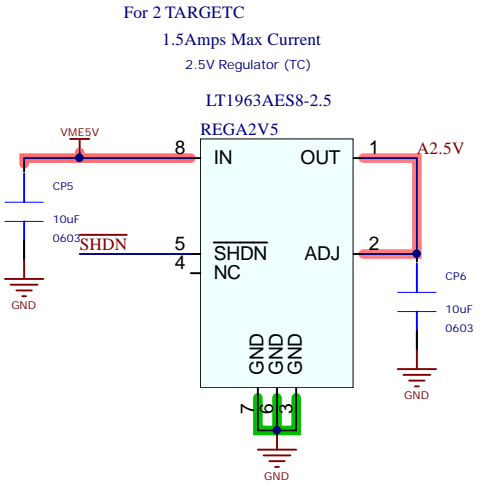 For 2 TARGETC
1.5Amps Max Current
2.5V Regulator (TC)
LT1963AES8-2.5
REGA2V5
VME5V
8
IN
OUT
1
A2.5V
CP5
10uF
0603
SHDN
5
SHDN
ADJ
2
4
NC
CP6
10uF
0603
GND
GND
GND
GND
GND
7
6
3
GND
GND